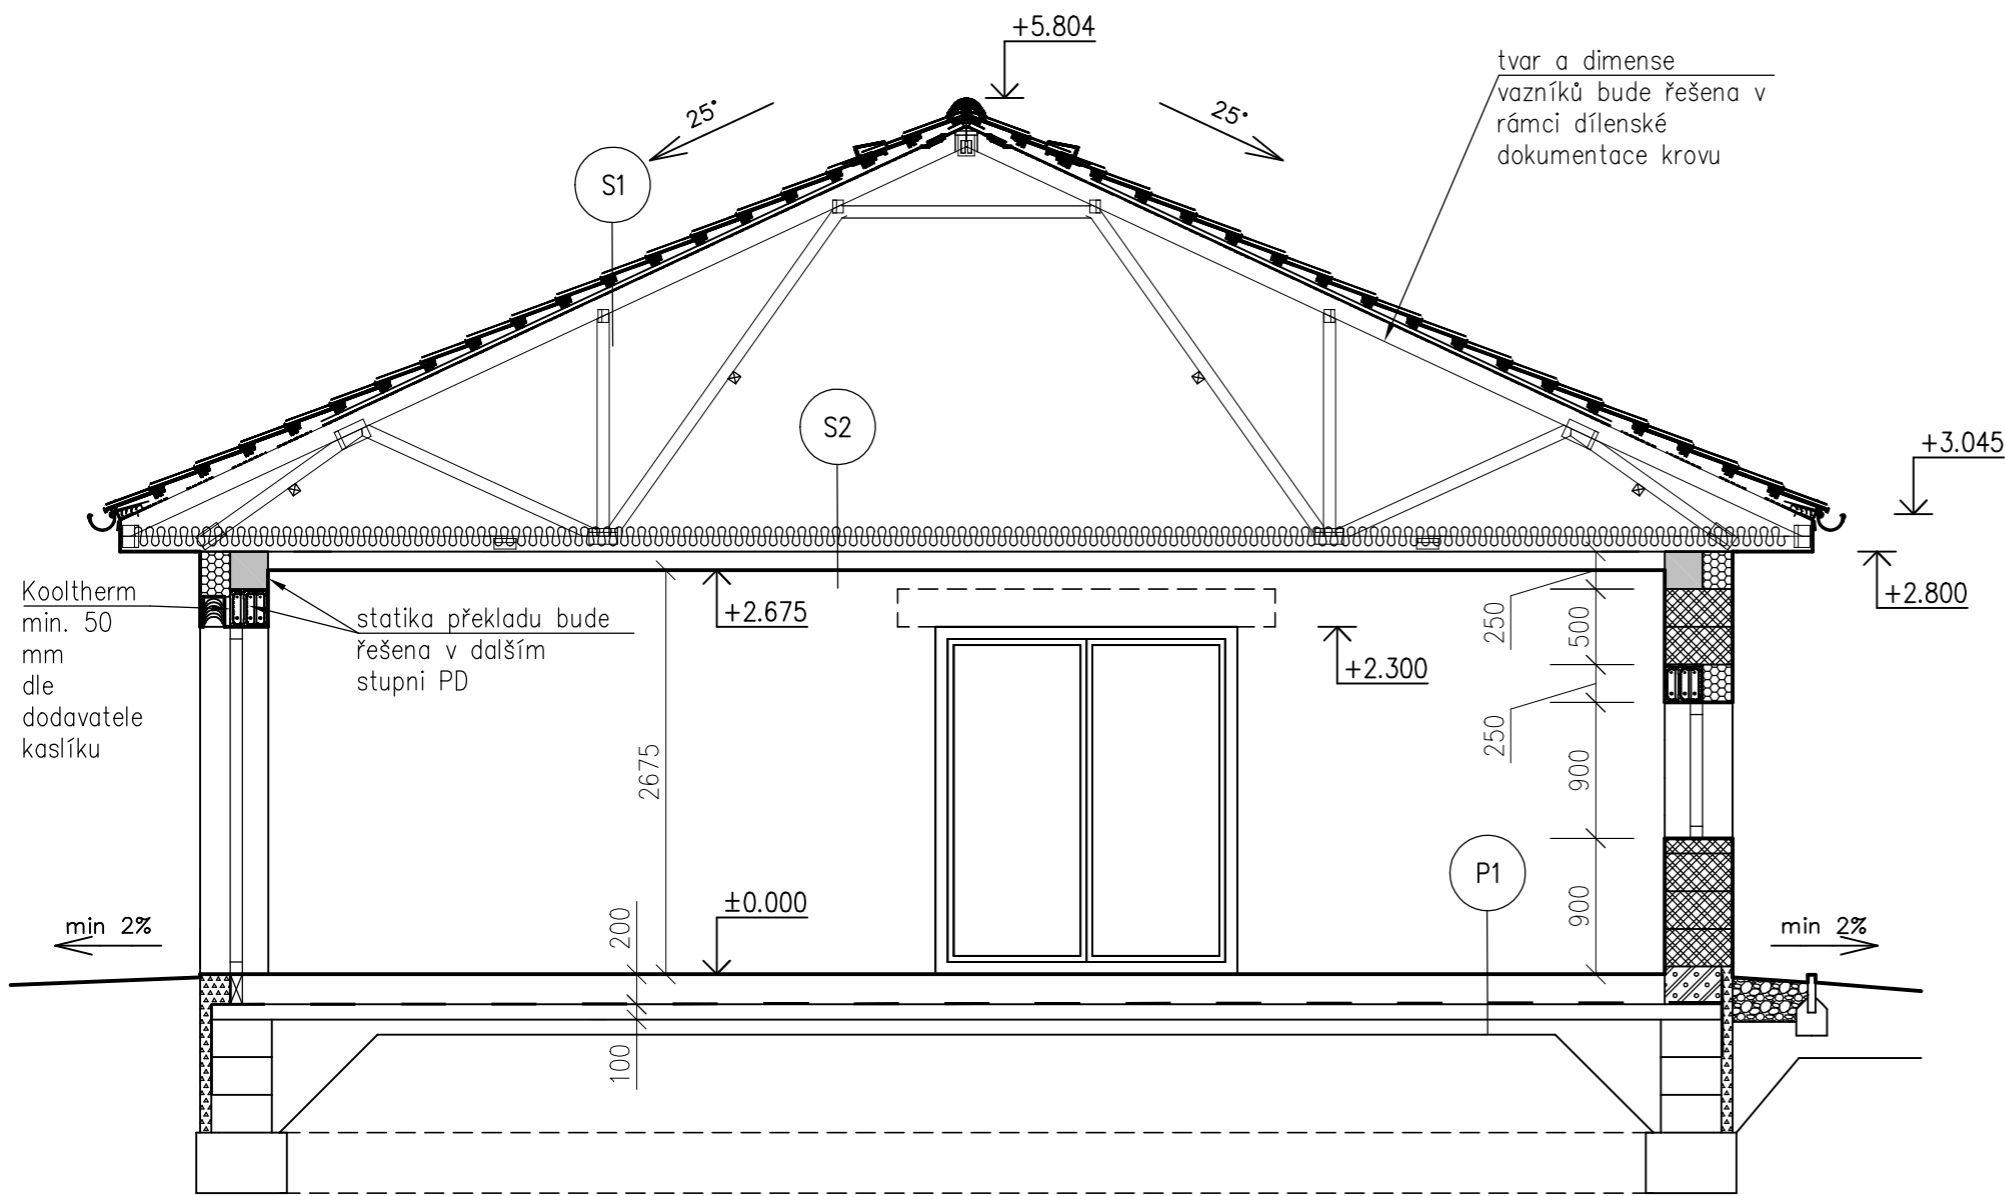 +5.804
tvar a dimense
vazníků bude řešena v
rámci dílenské
dokumentace krovu
25°
25°
S1
S2
+3.045
+2.800
Kooltherm
min. 50
mm
dle
dodavatele
kaslíku
statika překladu bude
řešena v dalším
stupni PD
+2.675
+2.300
250
500
250
900
900
2675
P1
±0.000
200
100
min 2%
min 2%